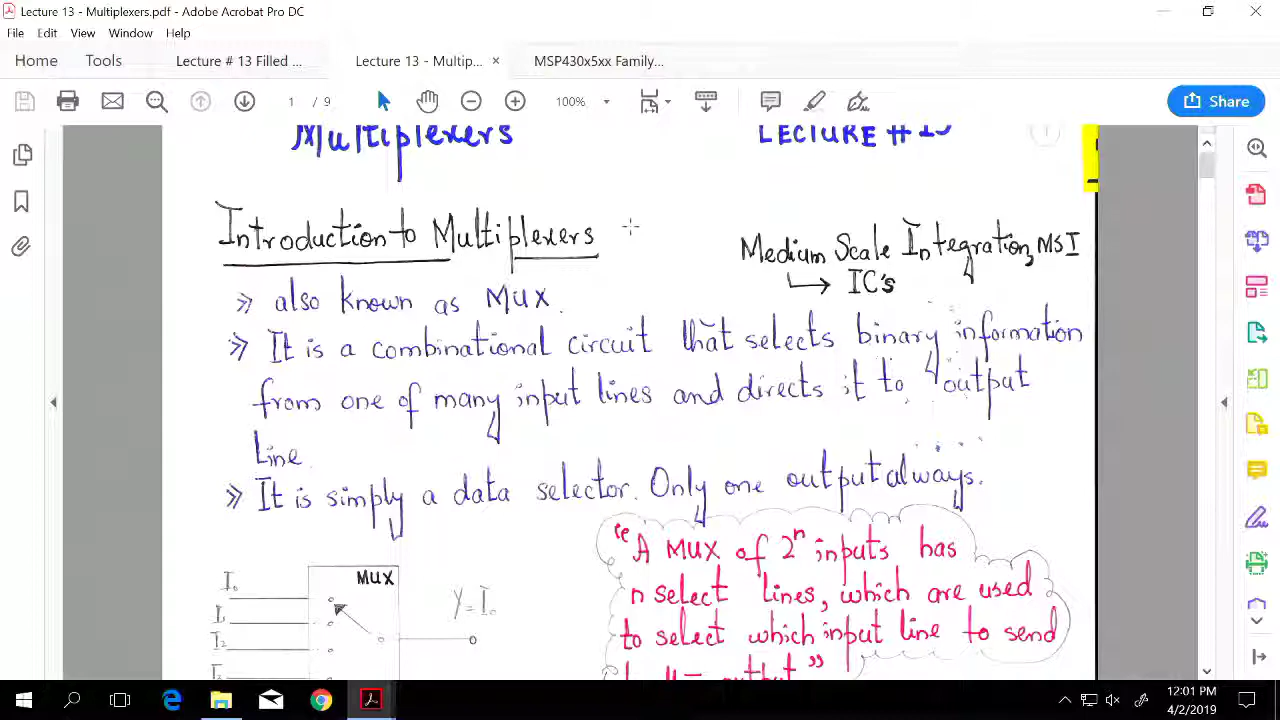 Lecture 13 - Multiplexers.pdf - Adobe Acrobat Pro DC
File Edit View Window Help
Home Tools Lecture # 13 Filled ... Lecture 13 - Multip... × MSP430x5xx Family...
1 / 9 100% Share
Multiplexers LECTURE # 13
Introduction to Multiplexers
Medium Scale Integration, MSI
IC's
» also known as MUX.
» It is a combinational circuit that selects binary information
from one of many input lines and directs it to output
Line.
» It is simply a data selector. Only one output always.
"A MUX of 2ⁿ inputs has
n select lines, which are used
to select which input line to send
output"
MUX
I₀
I₁
I₂
I₃
Y = I₀
12:01 PM
4/2/2019